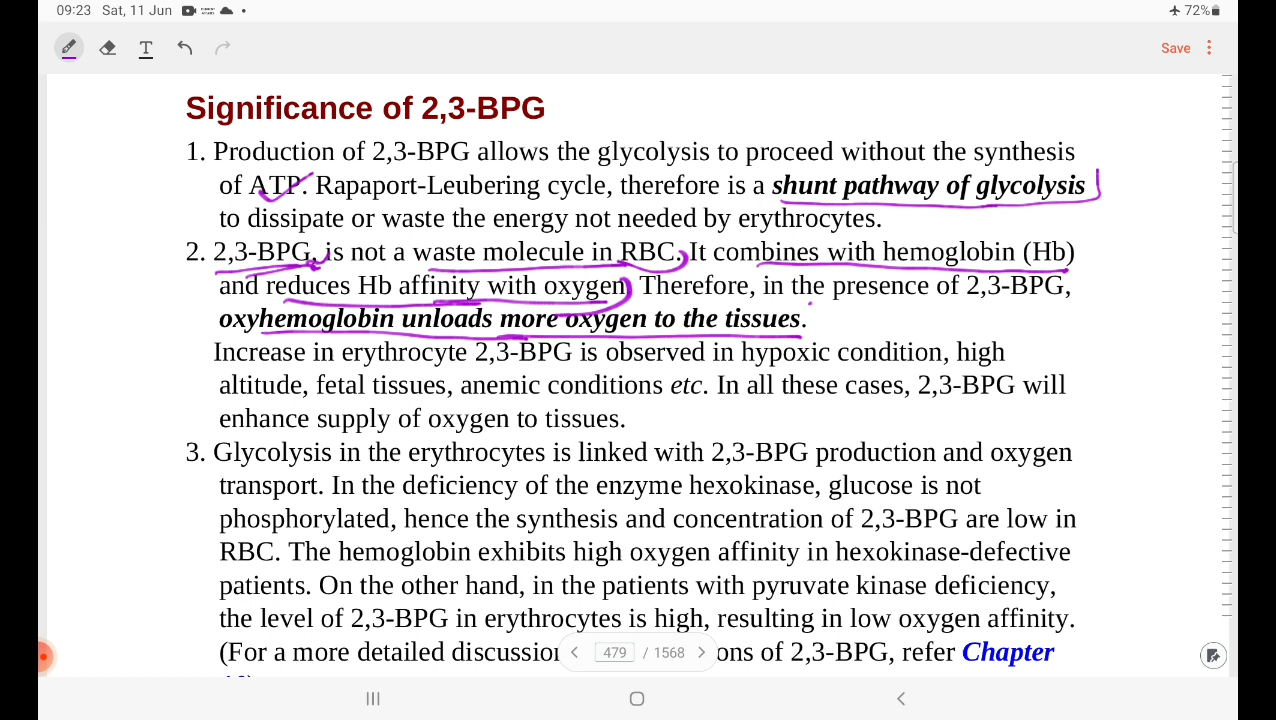 09:23 Sat, 11 Jun
72%
T
Save
Significance of 2,3-BPG
1. Production of 2,3-BPG allows the glycolysis to proceed without the synthesis
of ATP. Rapaport-Leubering cycle, therefore is a shunt pathway of glycolysis
to dissipate or waste the energy not needed by erythrocytes.
2. 2,3-BPG, is not a waste molecule in RBC. It combines with hemoglobin (Hb)
and reduces Hb affinity with oxygen. Therefore, in the presence of 2,3-BPG,
oxyhemoglobin unloads more oxygen to the tissues.
Increase in erythrocyte 2,3-BPG is observed in hypoxic condition, high
altitude, fetal tissues, anemic conditions etc. In all these cases, 2,3-BPG will
enhance supply of oxygen to tissues.
3. Glycolysis in the erythrocytes is linked with 2,3-BPG production and oxygen
transport. In the deficiency of the enzyme hexokinase, glucose is not
phosphorylated, hence the synthesis and concentration of 2,3-BPG are low in
RBC. The hemoglobin exhibits high oxygen affinity in hexokinase-defective
patients. On the other hand, in the patients with pyruvate kinase deficiency,
the level of 2,3-BPG in erythrocytes is high, resulting in low oxygen affinity.
(For a more detailed discussion ons of 2,3-BPG, refer Chapter
479 / 1568